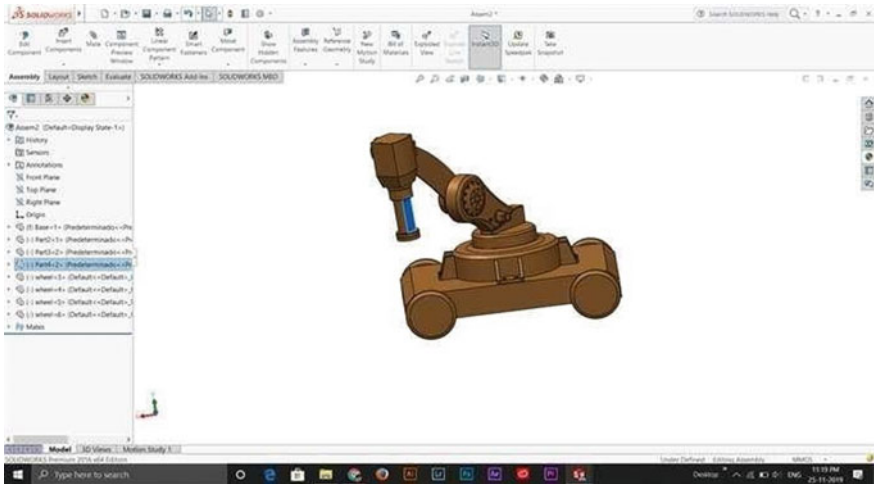 SOLIDWORKS
Assem2 *
Edit Component
Insert Components
Mate
Component Preview Window
Linear Component Pattern
Smart Fasteners
Move Component
Show Hidden Components
Assembly Features
Reference Geometry
New Motion Study
Bill of Materials
Exploded View
Instant3D
Update Speedpak
Take Snapshot
Assembly Layout Sketch Evaluate SOLIDWORKS Add-Ins SOLIDWORKS MBD
Assem2 (Default<Display State-1>)
History
Sensors
Annotations
Front Plane
Top Plane
Right Plane
Origin
(f) Base<1> (Predeterminado<<Pre
(-) Part2<1> (Predeterminado<<Pr
(-) Part3<2> (Predeterminado<<Pr
(-) Part4<2> (Predeterminado<<Pr
(-) wheel<3> (Default<<Default>_
(-) wheel<4> (Default<<Default>_
(-) wheel<5> (Default<<Default>_
(-) wheel<6> (Default<<Default>_
Mates
Model 3D Views Motion Study 1
SOLIDWORKS Premium 2016 x64 Edition
Under Defined Editing Assembly MMGS
Type here to search
Desktop
ENG
11:19 PM
25-11-2019